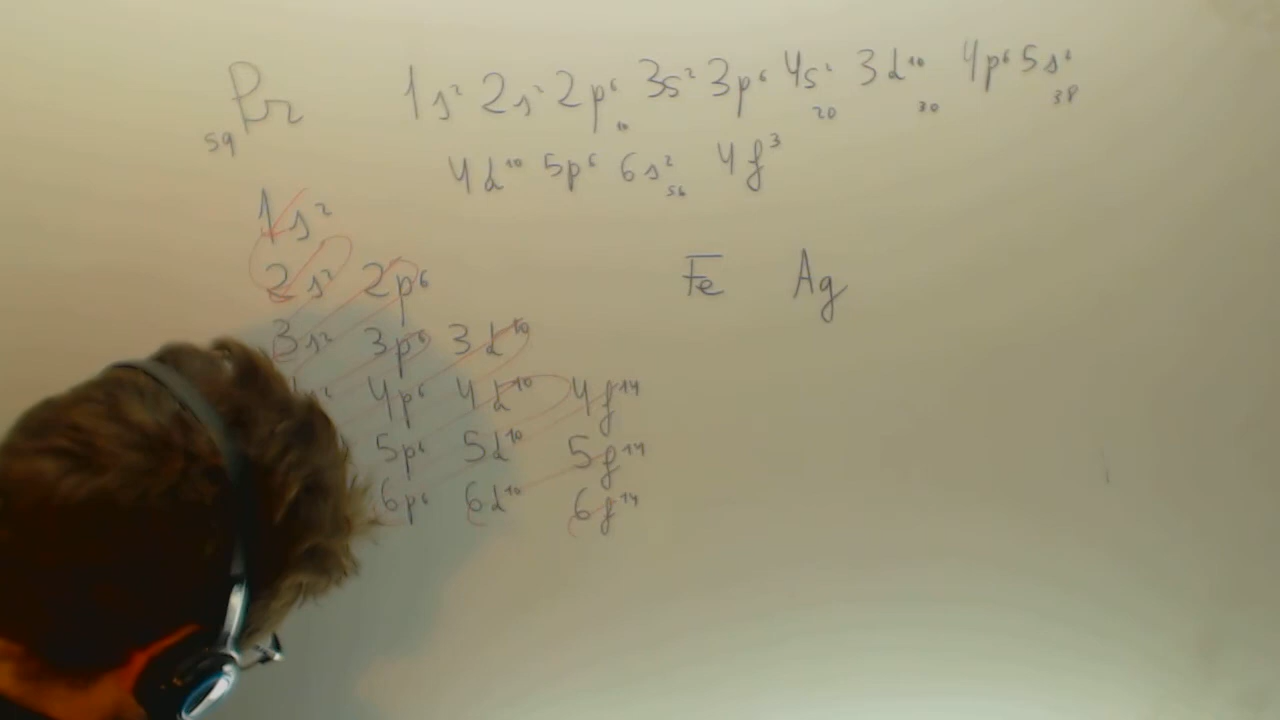 ₅₉Pr 1s² 2s² 2p⁶ 3s² 3p⁶ 4s² 3d¹⁰ 4p⁶ 5s²
10 20 30 38
4d¹⁰ 5p⁶ 6s² 4f³
56
1s²
2s² 2p⁶
Fe Ag
3s² 3p⁶ 3d¹⁰
4p⁶ 4d¹⁰ 4f¹⁴
5p⁶ 5d¹⁰ 5f¹⁴
6p⁶ 6d¹⁰ 6f¹⁴